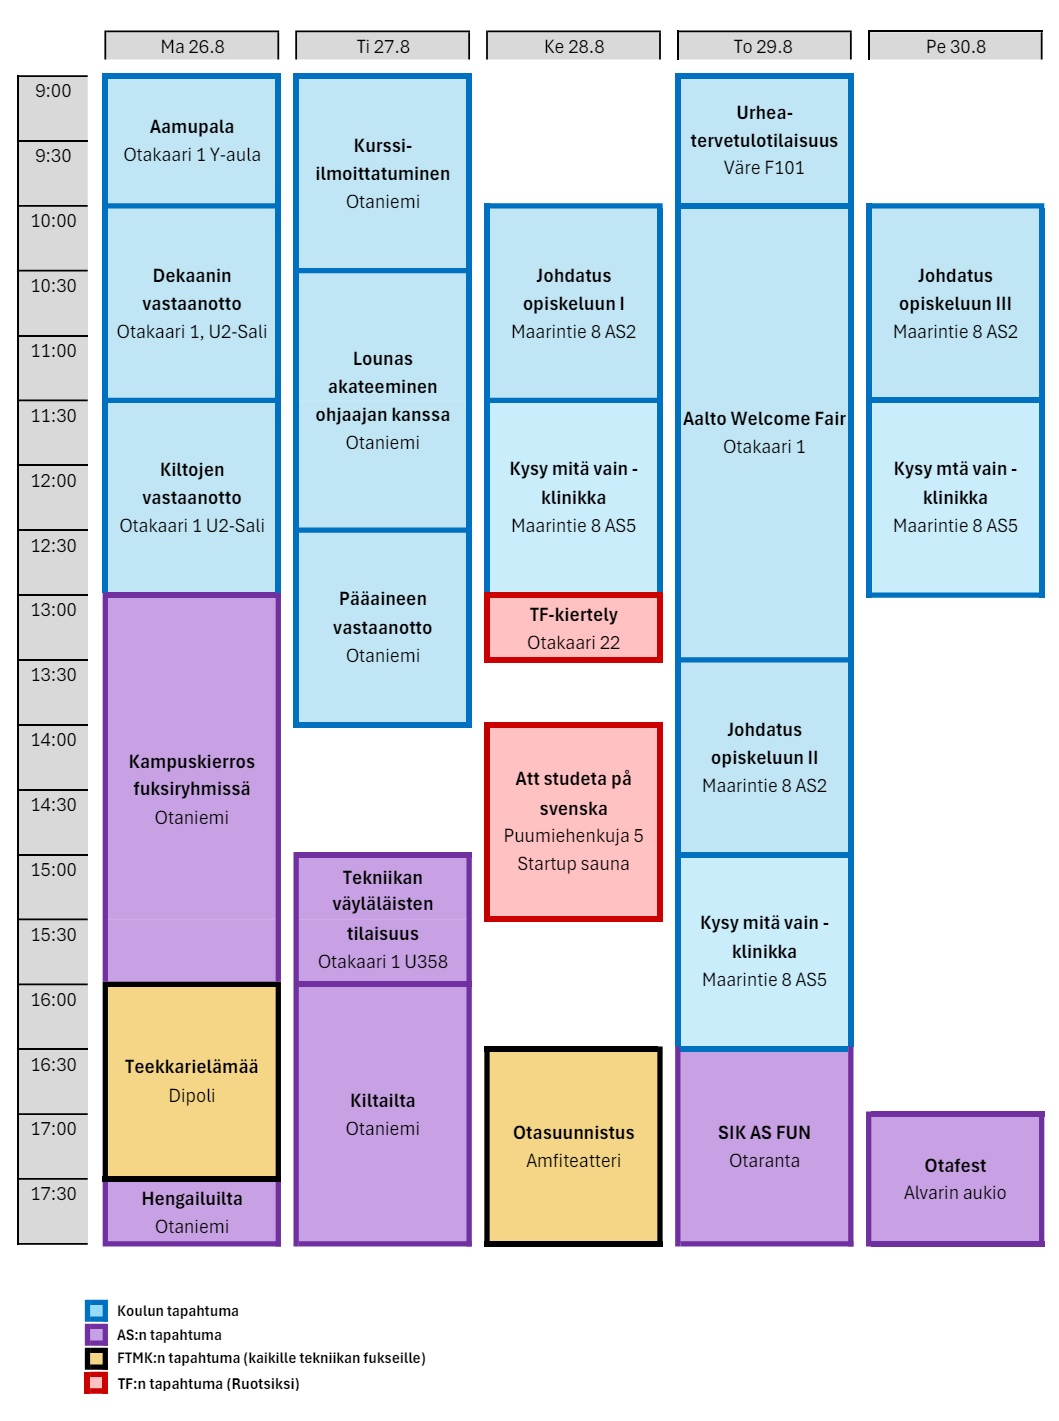 Ma 26.8
Ti 27.8
Ke 28.8
To 29.8
Pe 30.8
9:00
9:30
10:00
10:30
11:00
11:30
12:00
12:30
13:00
13:30
14:00
14:30
15:00
15:30
16:00
16:30
17:00
17:30
Aamupala
Otakaari 1 Y-aula
Dekaanin
vastaanotto
Otakaari 1, U2-Sali
Kiltojen
vastaanotto
Otakaari 1 U2-Sali
Kampuskierros
fuksiryhmissä
Otaniemi
Teekkarielämää
Dipoli
Hengailuilta
Otaniemi
Kurssi-
ilmoittatuminen
Otaniemi
Lounas
akateeminen
ohjaajan kanssa
Otaniemi
Pääaineen
vastaanotto
Otaniemi
Tekniikan
väyläläisten
tilaisuus
Otakaari 1 U358
Kiltailta
Otaniemi
Johdatus
opiskeluun I
Maarintie 8 AS2
Kysy mitä vain -
klinikka
Maarintie 8 AS5
TF-kiertely
Otakaari 22
Att studeta på
svenska
Puumiehenkuja 5
Startup sauna
Otasuunnistus
Amfiteatteri
Urhea-
tervetulotilaisuus
Väre F101
Aalto Welcome Fair
Otakaari 1
Johdatus
opiskeluun II
Maarintie 8 AS2
Kysy mitä vain -
klinikka
Maarintie 8 AS5
SIK AS FUN
Otaranta
Johdatus
opiskeluun III
Maarintie 8 AS2
Kysy mtä vain -
klinikka
Maarintie 8 AS5
Otafest
Alvarin aukio
Koulun tapahtuma
AS:n tapahtuma
FTMK:n tapahtuma (kaikille tekniikan fukseille)
TF:n tapahtuma (Ruotsiksi)